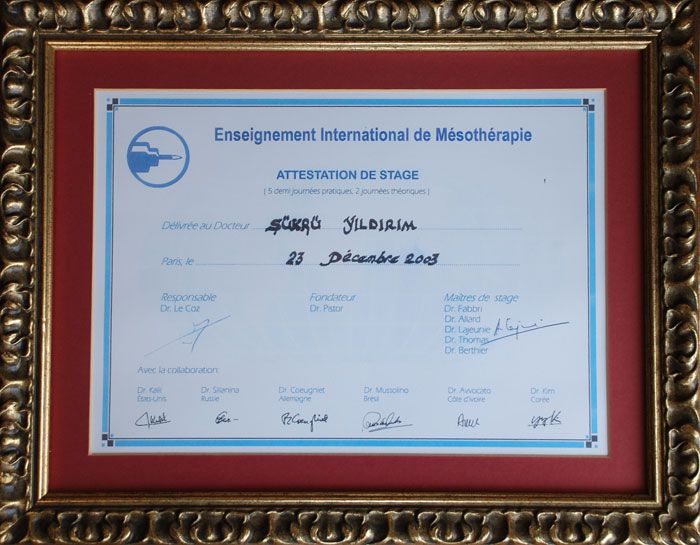 Enseignement International de Mésothérapie
ATTESTATION DE STAGE
( 5 demi journées pratiques, 2 journées théoriques )
Délivrée au Docteur ŞÜKRÜ YILDIRIM
Paris, le 23 Décembre 2003
Responsable Fondateur Maîtres de stage
Dr. Le Coz Dr. Pistor Dr. Fabbri
Dr. Allard
Dr. Lajeunie
Dr. Thomas
Dr. Berthier
Avec la collaboration:
Dr. Kalil Dr. Silianina Dr. Coeugniet Dr. Mussolino Dr. Avvocato Dr. Kim
États-Unis Russie Allemagne Brésil Côte d'Ivoire Corée